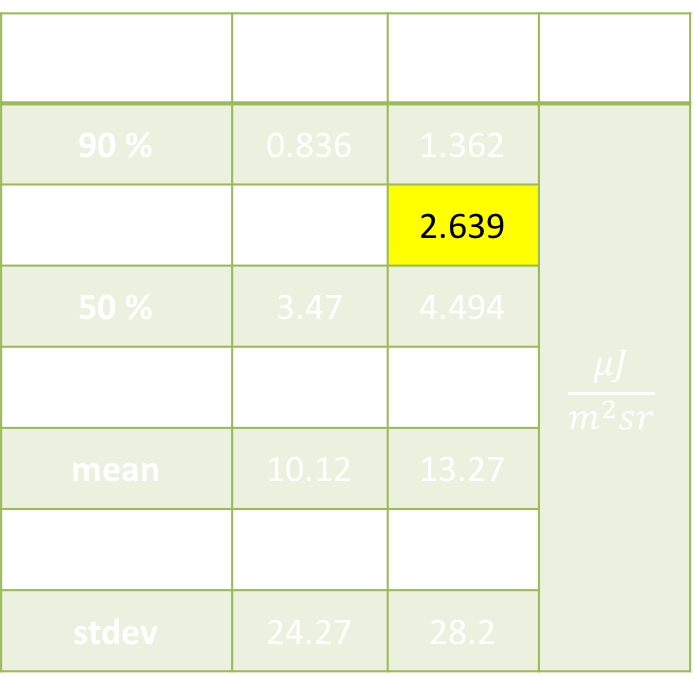 90 % 0.836 1.362
2.639
50 % 3.47 4.494
μJ
m²sr
mean 10.12 13.27
stdev 24.27 28.2